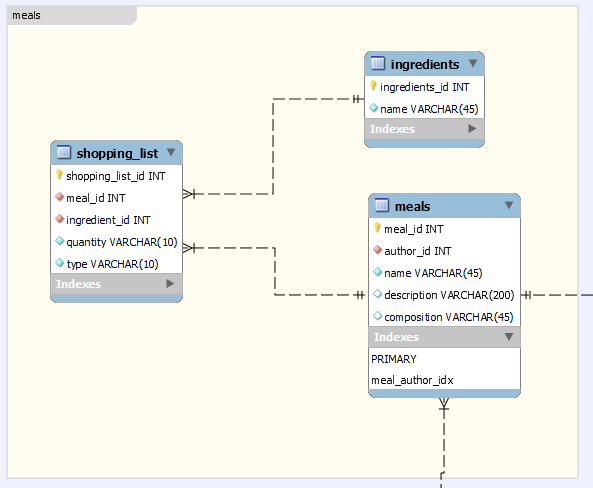 meals
ingredients
ingredients_id INT
name VARCHAR(45)
Indexes
shopping_list
shopping_list_id INT
meal_id INT
ingredient_id INT
quantity VARCHAR(10)
type VARCHAR(10)
Indexes
meals
meal_id INT
author_id INT
name VARCHAR(45)
description VARCHAR(200)
composition VARCHAR(45)
Indexes
PRIMARY
meal_author_idx